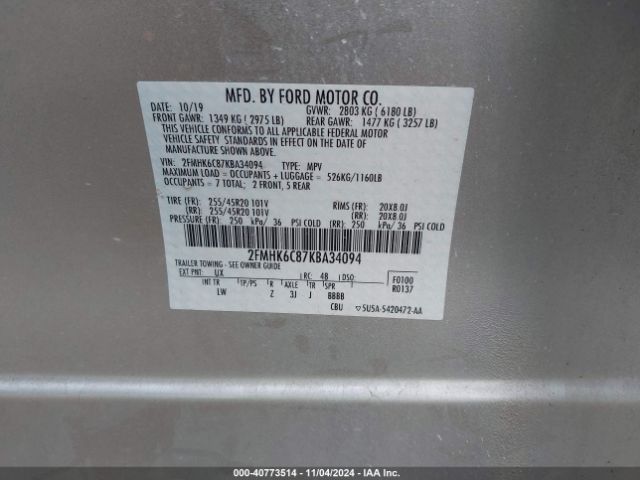 MFD. BY FORD MOTOR CO.
DATE: 10/19 GVWR: 2803 KG ( 6180 LB)
FRONT GAWR: 1349 KG ( 2975 LB) REAR GAWR: 1477 KG ( 3257 LB)
THIS VEHICLE CONFORMS TO ALL APPLICABLE FEDERAL MOTOR
VEHICLE SAFETY STANDARDS IN EFFECT ON THE DATE OF
MANUFACTURE SHOWN ABOVE.
VIN: 2FMHK6C87KBA34094 TYPE: MPV
MAXIMUM LOAD = OCCUPANTS + LUGGAGE = 526KG/1160LB
OCCUPANTS = 7 TOTAL; 2 FRONT, 5 REAR
TIRE (FR): 255/45R20 101V RIMS (FR): 20X8.0J
(RR): 255/45R20 101V (RR): 20X8.0J
PRESSURE (FR): 250 kPa/ 36 PSI COLD (RR): 250 kPa/ 36 PSI COLD
2FMHK6C87KBA34094
TRAILER TOWING - SEE OWNER GUIDE
EXT PNT: UX RC: 48 DSO: F0100
R0137
INT TR TP/PS R AXLE TR SPR
LW Z 3J J BBBB
CBU 5U5A-5420472-AA
000-40773514 - 11/04/2024 - IAA Inc. All Rights Reserved.